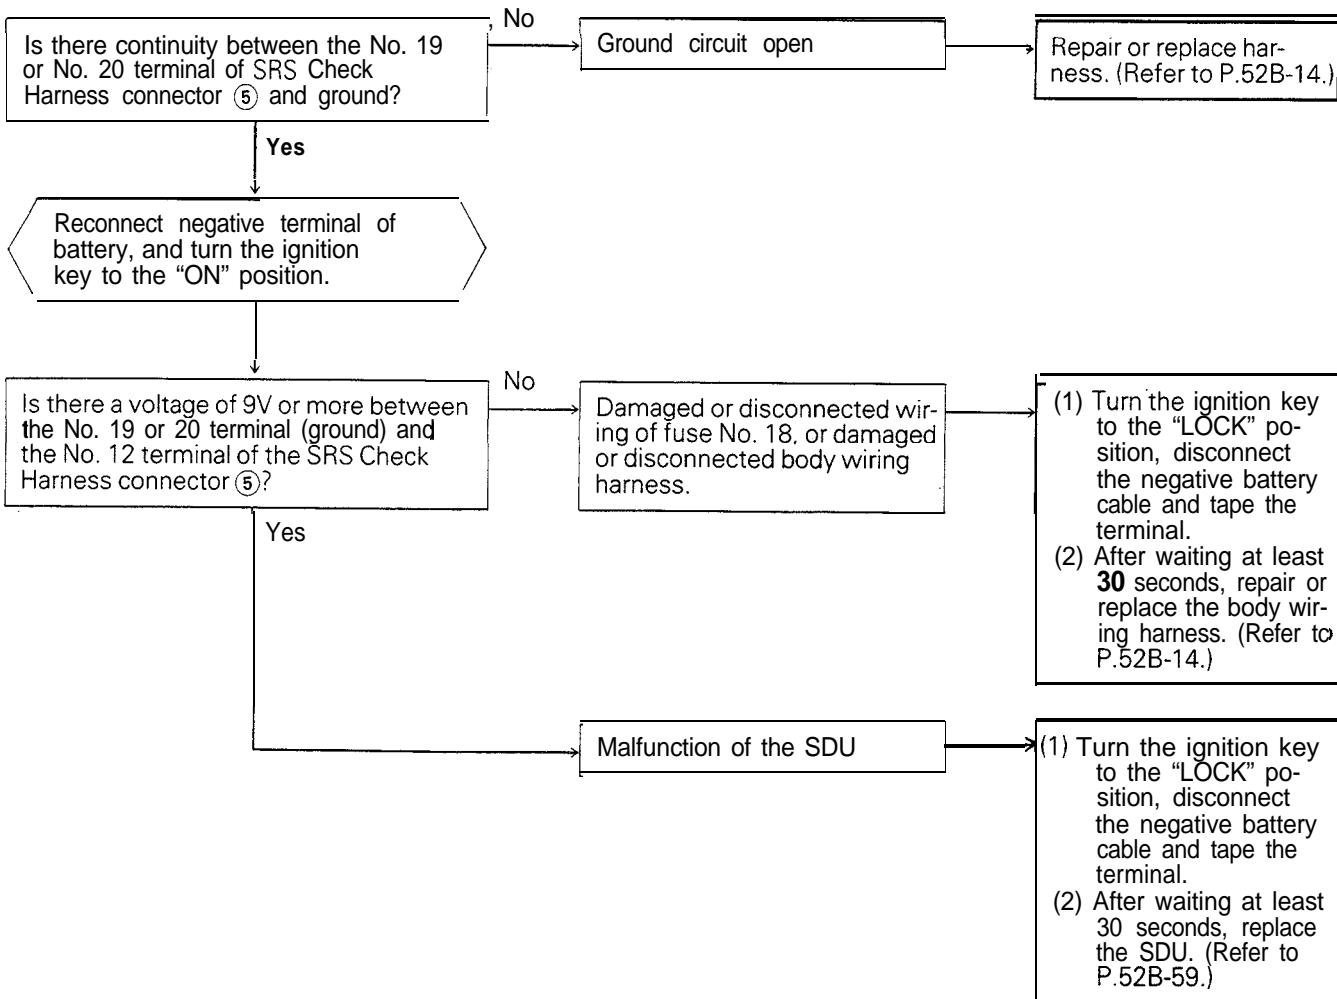 Is there continuity between the No. 19
or No. 20 terminal of SRS Check
Harness connector ⑤ and ground?
, No
Ground circuit open
Repair or replace har-
ness. (Refer to P.52B-14.)
Yes
Reconnect negative terminal of
battery, and turn the ignition
key to the “ON” position.
Is there a voltage of 9V or more between
the No. 19 or 20 terminal (ground) and
the No. 12 terminal of the SRS Check
Harness connector ⑤?
No
Damaged or disconnected wir-
ing of fuse No. 18, or damaged
or disconnected body wiring
harness.
(1) Turn the ignition key
to the “LOCK” po-
sition, disconnect
the negative battery
cable and tape the
terminal.
(2) After waiting at least
30 seconds, repair or
replace the body wir-
ing harness. (Refer to
P.52B-14.)
Yes
Malfunction of the SDU
(1) Turn the ignition key
to the “LOCK” po-
sition, disconnect
the negative battery
cable and tape the
terminal.
(2) After waiting at least
30 seconds, replace
the SDU. (Refer to
P.52B-59.)